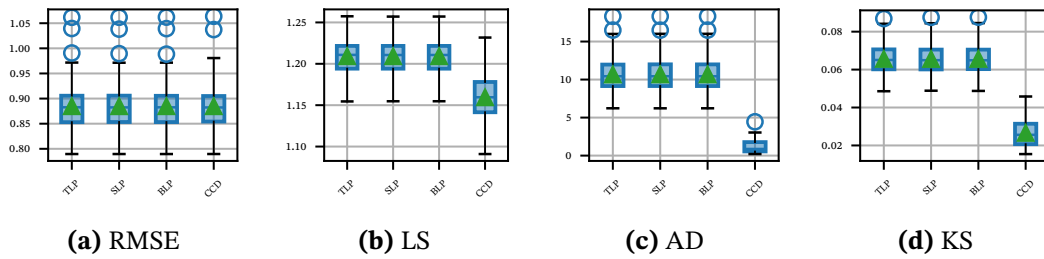 1.05
1.00
0.95
0.90
0.85
0.80
TLP SLP BLP CCD
(a) RMSE
1.25
1.20
1.15
1.10
TLP SLP BLP CCD
(b) LS
15
10
5
0
TLP SLP BLP CCD
(c) AD
0.08
0.06
0.04
0.02
TLP SLP BLP CCD
(d) KS